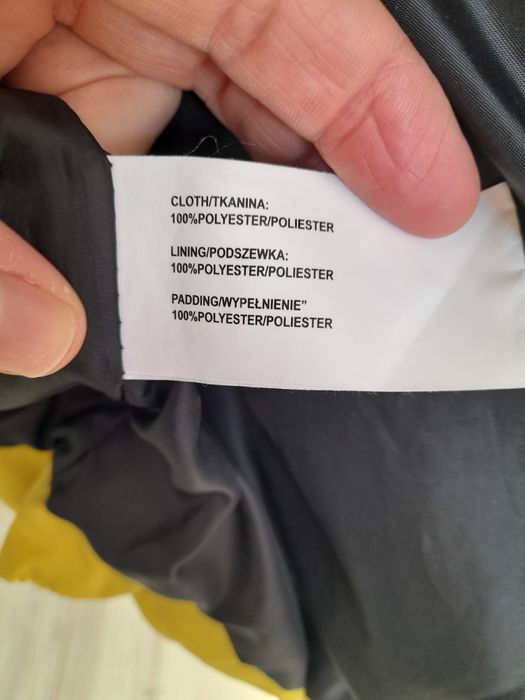 CLOTH/TKANINA:
100%POLYESTER/POLIESTER
LINING/PODSZEWKA:
100%POLYESTER/POLIESTER
PADDING/WYPEŁNIENIE”
100%POLYESTER/POLIESTER